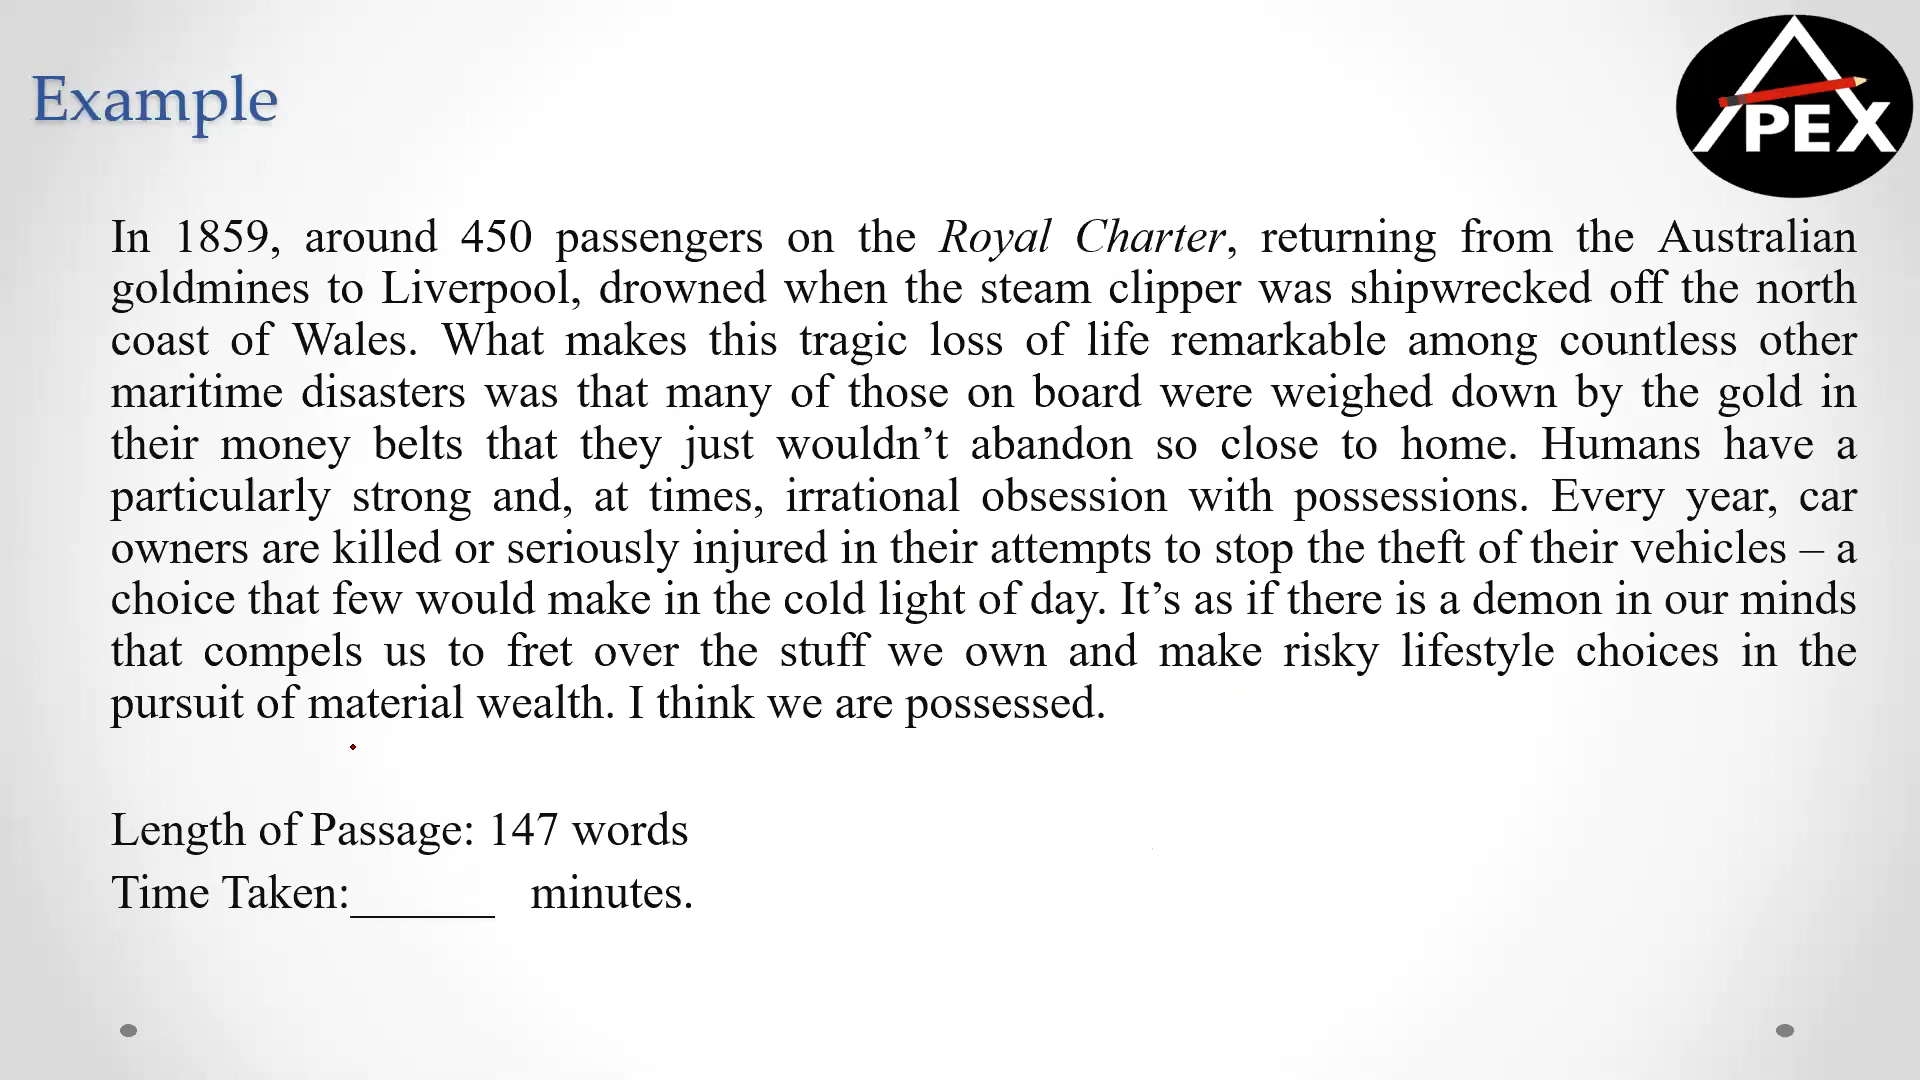 Example
APEX
In 1859, around 450 passengers on the Royal Charter, returning from the Australian
goldmines to Liverpool, drowned when the steam clipper was shipwrecked off the north
coast of Wales. What makes this tragic loss of life remarkable among countless other
maritime disasters was that many of those on board were weighed down by the gold in
their money belts that they just wouldn’t abandon so close to home. Humans have a
particularly strong and, at times, irrational obsession with possessions. Every year, car
owners are killed or seriously injured in their attempts to stop the theft of their vehicles – a
choice that few would make in the cold light of day. It’s as if there is a demon in our minds
that compels us to fret over the stuff we own and make risky lifestyle choices in the
pursuit of material wealth. I think we are possessed.
Length of Passage: 147 words
Time Taken:______ minutes.